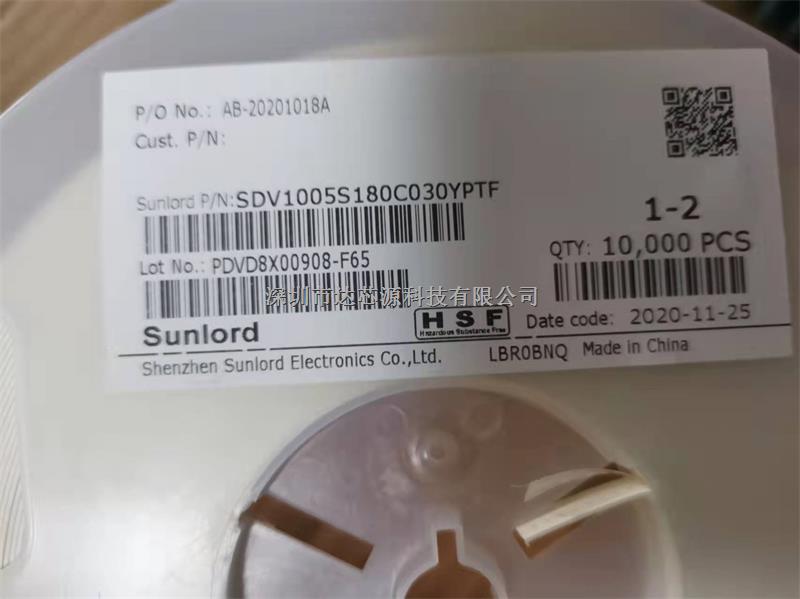 P/O No.: AB-20201018A
Cust. P/N:
Sunlord P/N:SDV1005S180C030YPTF
1-2
Lot No.: PDVD8X00908-F65
QTY: 10,000 PCS
深圳市达芯源科技有限公司
Sunlord
HSF
Hazardous Substance Free
Date code: 2020-11-25
Shenzhen Sunlord Electronics Co.,Ltd.
LBR0BNQ Made in China